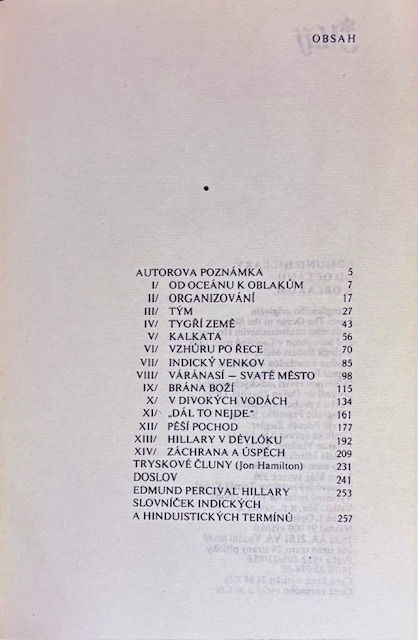 OBSAH
AUTOROVA POZNÁMKA 5
I/ OD OCEÁNU K OBLAKŮM 7
II/ ORGANIZOVÁNÍ 17
III/ TÝM 27
IV/ TYGŘÍ ZEMĚ 43
V/ KALKATA 56
VI/ VZHŮRU PO ŘECE 70
VII/ INDICKÝ VENKOV 85
VIII/ VÁRÁNASÍ – SVATÉ MĚSTO 98
IX/ BRÁNA BOŽÍ 115
X/ V DIVOKÝCH VODÁCH 134
XI/ „DÁL TO NEJDE.“ 161
XII/ PĚŠÍ POCHOD 177
XIII/ HILLARY V DÉVLÓKU 192
XIV/ ZÁCHRANA A ÚSPĚCH 209
TRYSKOVÉ ČLUNY (Jon Hamilton) 231
DOSLOV 241
EDMUND PERCIVAL HILLARY 253
SLOVNÍČEK INDICKÝCH
A HINDUISTICKÝCH TERMÍNŮ 257